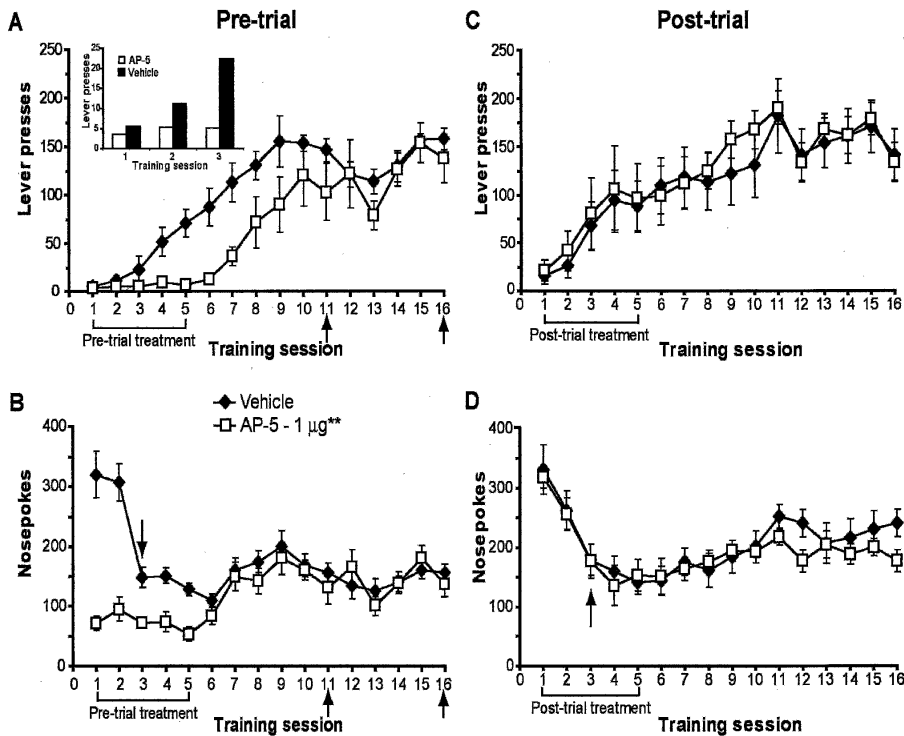 Pre-trial
Post-trial
A
Lever presses
250
200
150
100
50
0
AP-5
Vehicle
Lever presses
25
20
15
10
5
0
1 2 3
Training session
0 1 2 3 4 5 6 7 8 9 10 11 12 13 14 15 16
Pre-trial treatment
Training session
C
Lever presses
250
200
150
100
50
0
0 1 2 3 4 5 6 7 8 9 10 11 12 13 14 15 16
Post-trial treatment
Training session
B
Nosepokes
400
300
200
100
0
Vehicle
AP-5 - 1 μg**
0 1 2 3 4 5 6 7 8 9 10 11 12 13 14 15 16
Pre-trial treatment
Training session
D
Nosepokes
400
300
200
100
0
0 1 2 3 4 5 6 7 8 9 10 11 12 13 14 15 16
Post-trial treatment
Training session